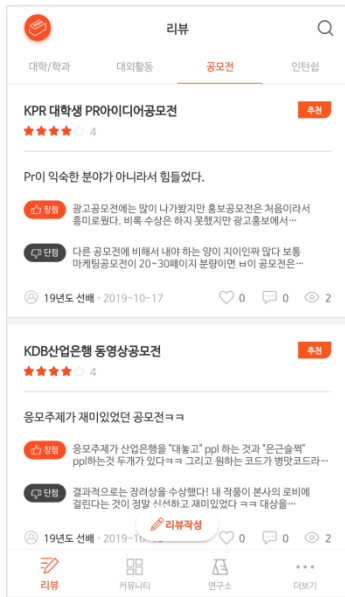 리뷰
대학/학과 대외활동 공모전 인턴쉽
KPR 대학생 PR아이디어공모전 추천
4
Pr이 익숙한 분야가 아니라서 힘들었다.
장점 광고공모전에는 많이 나가봤지만 홍보공모전은 처음이라서
흥미로웠다. 비록 수상은 하지 못했지만 광고홍보에서…
단점 다른 공모전에 비해서 내야 하는 양이 지이인짜 많다 보통
마케팅공모전이 20~30페이지 분량이면 ㅂ이 공모전은…
19년도 선배 · 2019-10-17 0 0 2
KDB산업은행 동영상공모전 추천
4
응모주제가 재미있었던 공모전ㅋㅋ
장점 응모주제가 산업은행을 "대놓고" ppl 하는 것과 "은근슬쩍"
ppl하는것 두개가 있다ㅋㅋ 그리고 원하는 코드가 병맛코드라…
단점 결과적으로는 장려상을 수상했다! 내 작품이 본사의 로비에
걸린다는 것이 정말 신선하고 재미있었다 ㅋㅋ 대상을…
19년도 선배 · 2019-10 0 0 2
리뷰작성
리뷰 커뮤니티 연구소 더보기